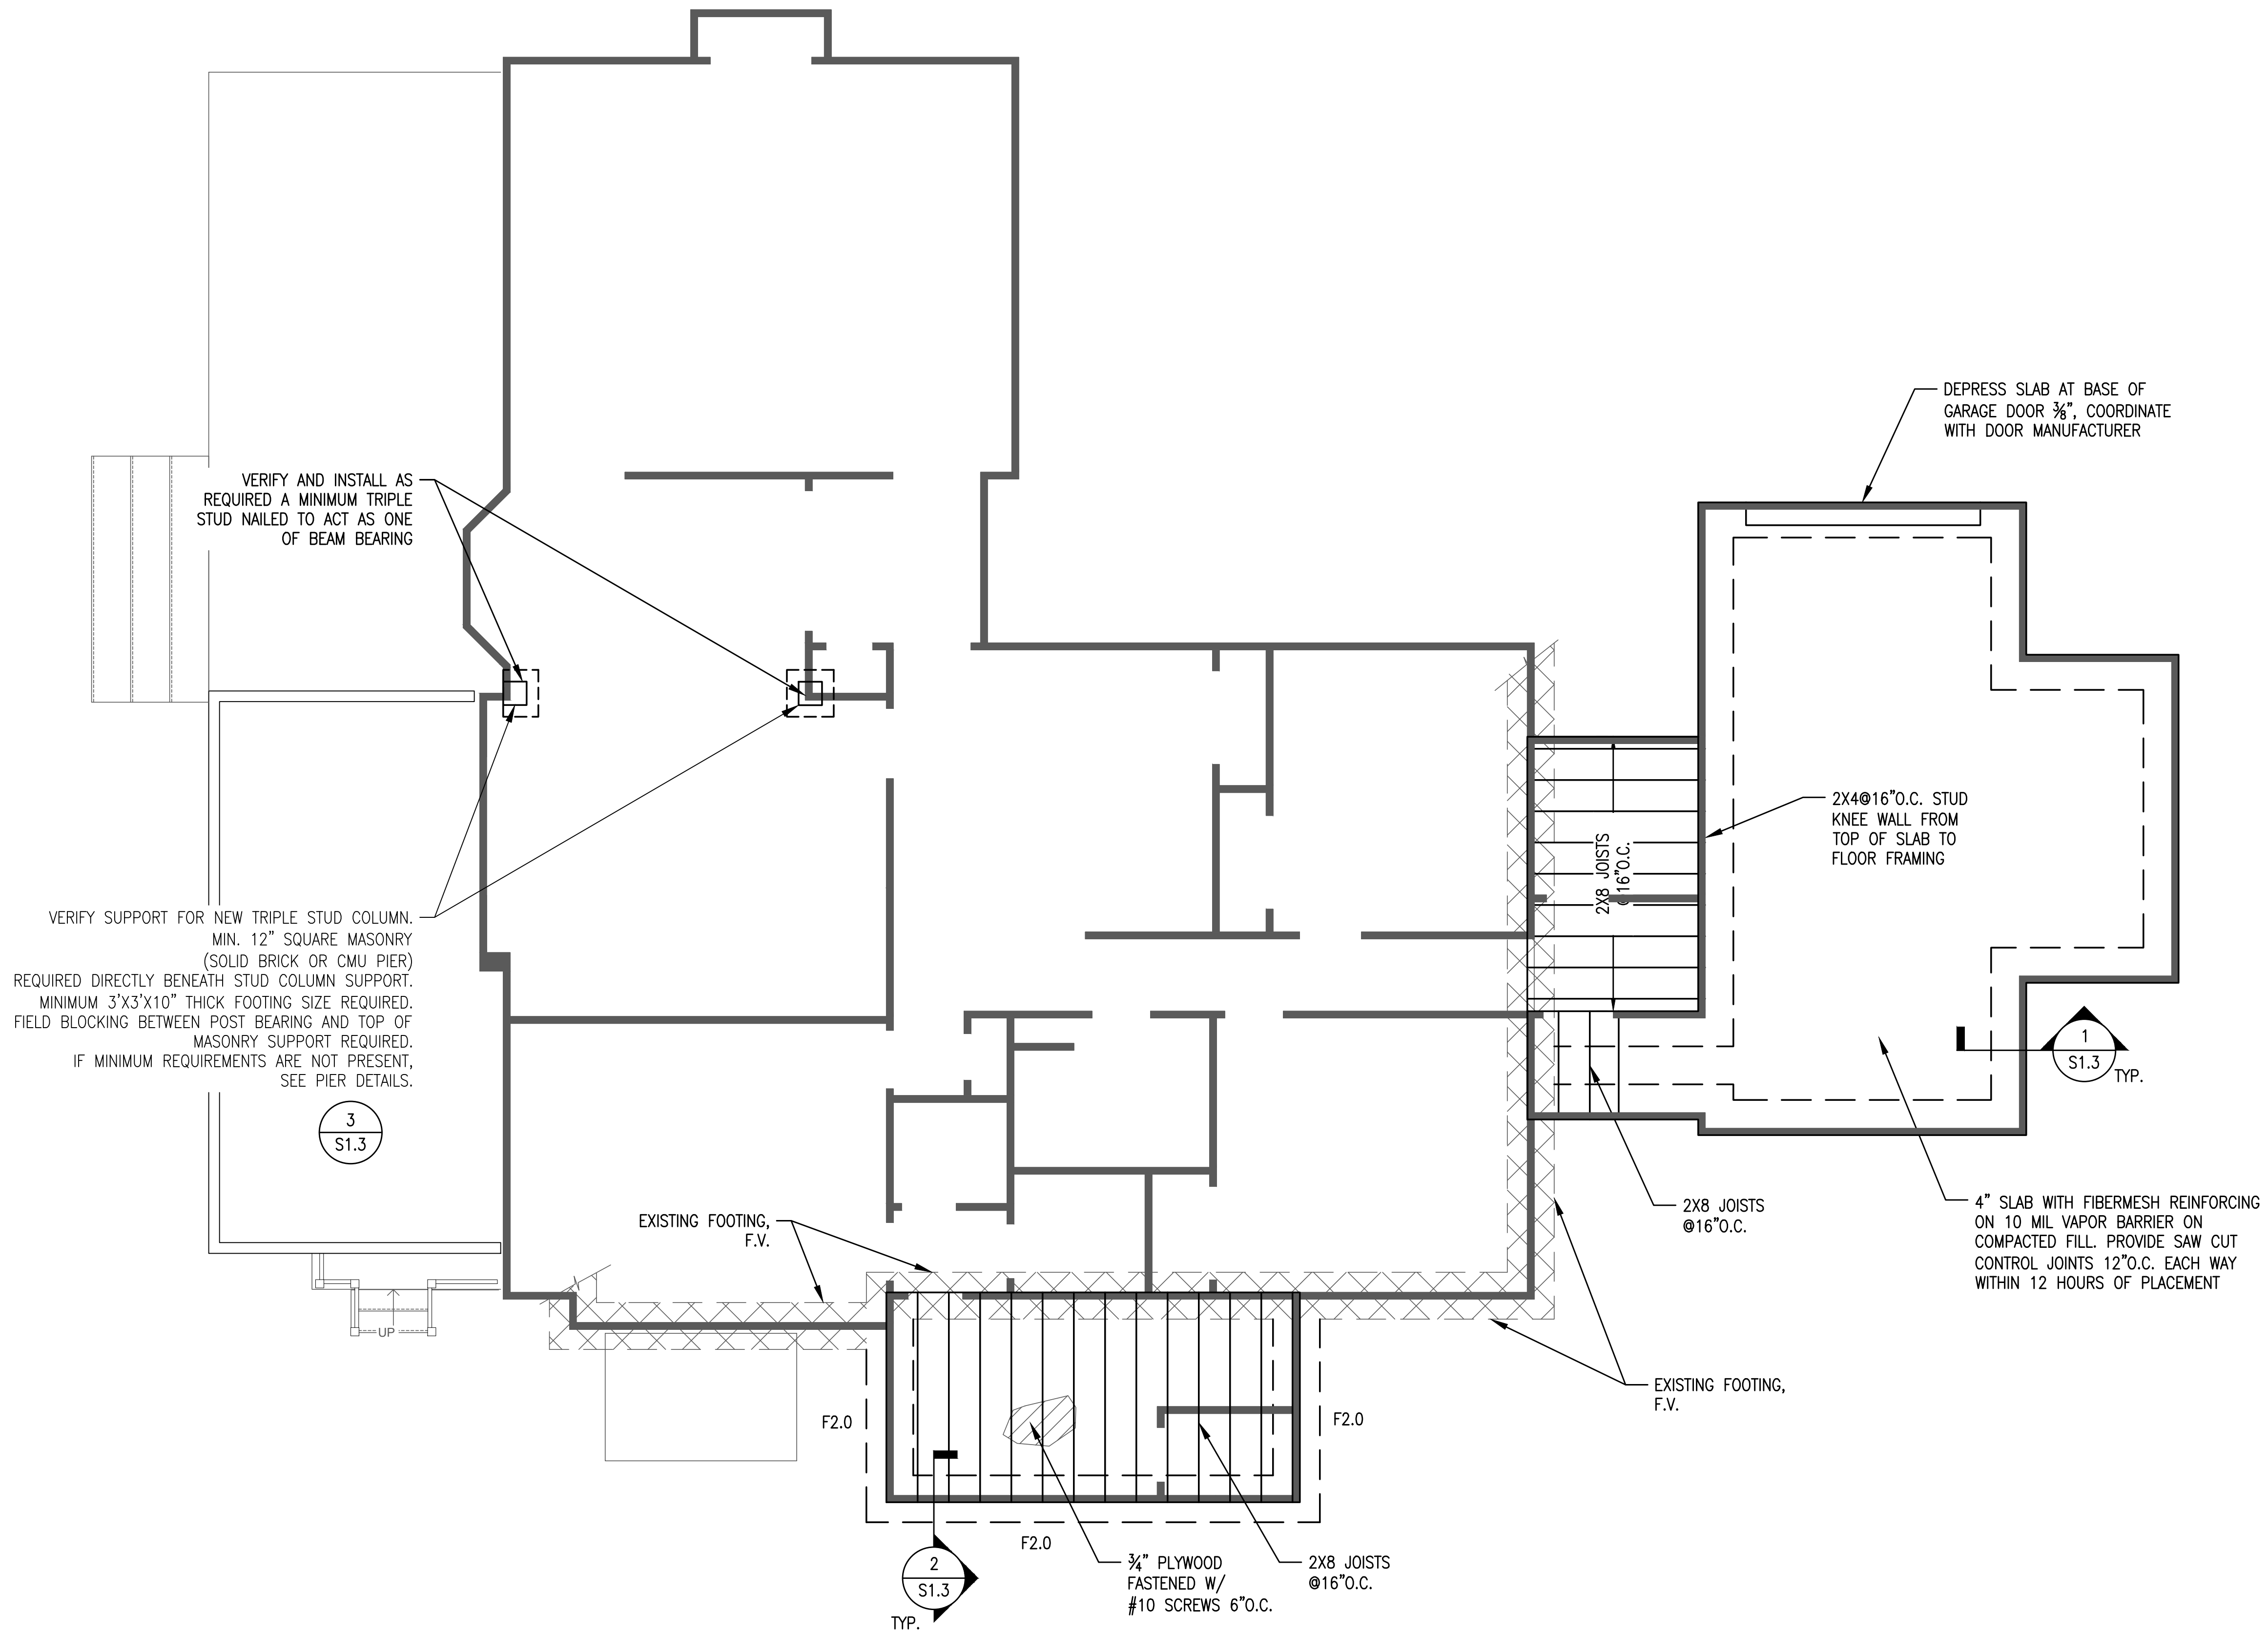 DEPRESS SLAB AT BASE OF
GARAGE DOOR ⅜", COORDINATE
WITH DOOR MANUFACTURER
VERIFY AND INSTALL AS
REQUIRED A MINIMUM TRIPLE
STUD NAILED TO ACT AS ONE
OF BEAM BEARING
2X4@16"O.C. STUD
KNEE WALL FROM
TOP OF SLAB TO
FLOOR FRAMING
2X8 JOISTS
@16"O.C.
VERIFY SUPPORT FOR NEW TRIPLE STUD COLUMN.
MIN. 12" SQUARE MASONRY
(SOLID BRICK OR CMU PIER)
REQUIRED DIRECTLY BENEATH STUD COLUMN SUPPORT.
MINIMUM 3'X3'X10" THICK FOOTING SIZE REQUIRED.
FIELD BLOCKING BETWEEN POST BEARING AND TOP OF
MASONRY SUPPORT REQUIRED.
IF MINIMUM REQUIREMENTS ARE NOT PRESENT,
SEE PIER DETAILS.
3
S1.3
1
S1.3
TYP.
2X8 JOISTS
@16"O.C.
4" SLAB WITH FIBERMESH REINFORCING
ON 10 MIL VAPOR BARRIER ON
COMPACTED FILL. PROVIDE SAW CUT
CONTROL JOINTS 12"O.C. EACH WAY
WITHIN 12 HOURS OF PLACEMENT
EXISTING FOOTING,
F.V.
UP
EXISTING FOOTING,
F.V.
F2.0
F2.0
F2.0
2
S1.3
TYP.
¾" PLYWOOD
FASTENED W/
#10 SCREWS 6"O.C.
2X8 JOISTS
@16"O.C.